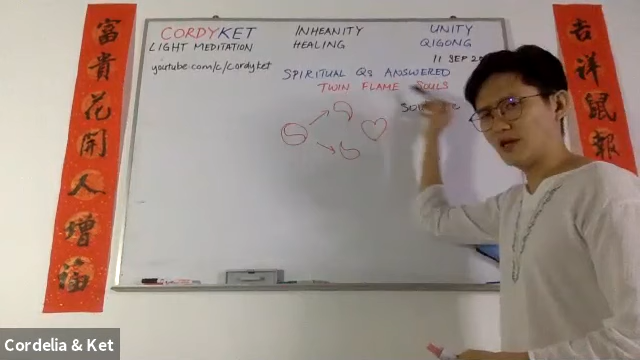 富貴花開人增
CORDYKET
LIGHT MEDITATION
youtube.com/c/cordyket
INHEANITY
HEALING
UNITY
QIGONG
11 SEP 20
SPIRITUAL Qs ANSWERED
TWIN FLAME SOULS
吉祥鼠報
Cordelia & Ket